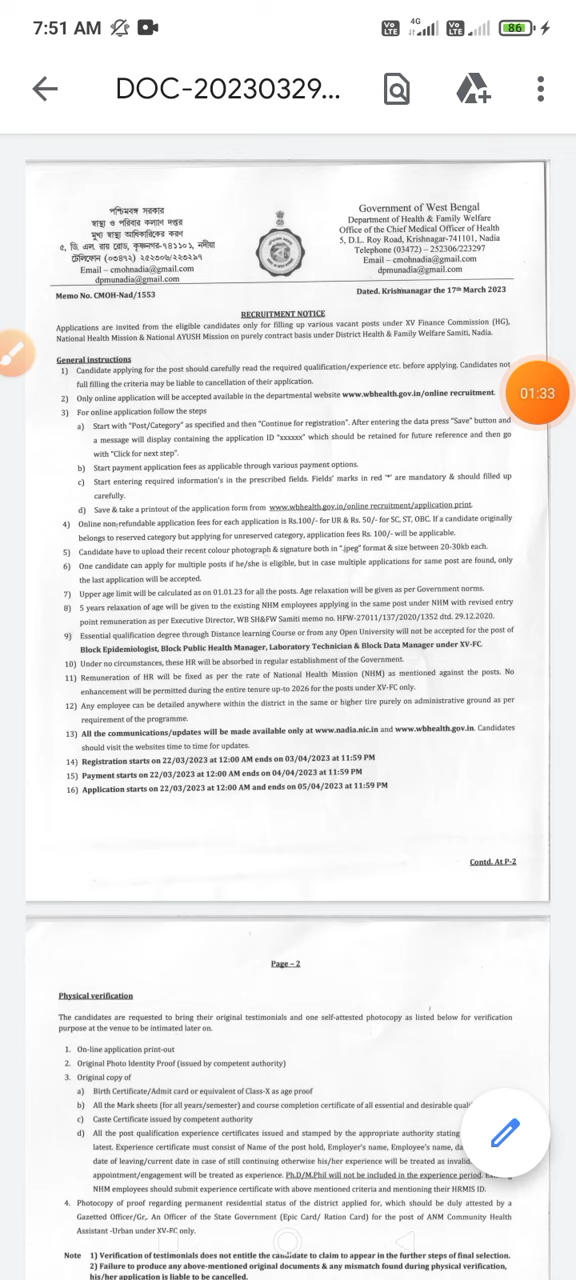 7:51 AM
Vo LTE 4G Vo LTE 86
DOC-20230329...
পশ্চিমবঙ্গ সরকার
স্বাস্থ্য ও পরিবার কল্যাণ দপ্তর
মুখ্য স্বাস্থ্য আধিকারিকের করণ
৫, ডি. এল. রায় রোড, কৃষ্ণনগর-৭৪১১০১, নদীয়া
টেলিফোন (০৩৪৭২) ২৫২৩০৬/২২৩২৯৭
Email – cmohnadia@gmail.com
dpmunadia@gmail.com
Government of West Bengal
Department of Health & Family Welfare
Office of the Chief Medical Officer of Health
5, D.L. Roy Road, Krishnagar-741101, Nadia
Telephone (03472) – 252306/223297
Email – cmohnadia@gmail.com
dpmunadia@gmail.com
Memo No. CMOH-Nad/1553
Dated. Krishnanagar the 17th March 2023
RECRUITMENT NOTICE
Applications are invited from the eligible candidates only for filling up various vacant posts under XV Finance Commission (HG),
National Health Mission & National AYUSH Mission on purely contract basis under District Health & Family Welfare Samiti, Nadia.
General instructions
1) Candidate applying for the post should carefully read the required qualification/experience etc. before applying. Candidates not
full filling the criteria may be liable to cancellation of their application.
2) Only online application will be accepted available in the departmental website www.wbhealth.gov.in/online recruitment.
3) For online application follow the steps
a) Start with "Post/Category" as specified and then "Continue for registration". After entering the data press "Save" button and
a message will display containing the application ID "xxxxxx" which should be retained for future reference and then go
with "Click for next step".
b) Start payment application fees as applicable through various payment options.
c) Start entering required information's in the prescribed fields. Fields' marks in red "*" are mandatory & should filled up
carefully.
d) Save & take a printout of the application form from www.wbhealth.gov.in/online recruitment/application print.
4) Online non-refundable application fees for each application is Rs.100/- for UR & Rs. 50/- for SC, ST, OBC. If a candidate originally
belongs to reserved category but applying for unreserved category, application fees Rs. 100/- will be applicable.
5) Candidate have to upload their recent colour photograph & signature both in ".jpeg" format & size between 20-30kb each.
6) One candidate can apply for multiple posts if he/she is eligible, but in case multiple applications for same post are found, only
the last application will be accepted.
7) Upper age limit will be calculated as on 01.01.23 for all the posts. Age relaxation will be given as per Government norms.
8) 5 years relaxation of age will be given to the existing NHM employees applying in the same post under NHM with revised entry
point remuneration as per Executive Director, WB SH&FW Samiti memo no. HFW-27011/137/2020/1352 dtd. 29.12.2020.
9) Essential qualification degree through Distance learning Course or from any Open University will not be accepted for the post of
Block Epidemiologist, Block Public Health Manager, Laboratory Technician & Block Data Manager under XV-FC.
10) Under no circumstances, these HR will be absorbed in regular establishment of the Government.
11) Remuneration of HR will be fixed as per the rate of National Health Mission (NHM) as mentioned against the posts. No
enhancement will be permitted during the entire tenure up-to 2026 for the posts under XV-FC only.
12) Any employee can be detailed anywhere within the district in the same or higher tire purely on administrative ground as per
requirement of the programme.
13) All the communications/updates will be made available only at www.nadia.nic.in and www.wbhealth.gov.in. Candidates
should visit the websites time to time for updates.
14) Registration starts on 22/03/2023 at 12:00 AM ends on 03/04/2023 at 11:59 PM
15) Payment starts on 22/03/2023 at 12:00 AM ends on 04/04/2023 at 11:59 PM
16) Application starts on 22/03/2023 at 12:00 AM and ends on 05/04/2023 at 11:59 PM
01:33
Contd. At P-2
Page – 2
Physical verification
The candidates are requested to bring their original testimonials and one self-attested photocopy as listed below for verification
purpose at the venue to be intimated later on.
1. On-line application print-out
2. Original Photo Identity Proof (issued by competent authority)
3. Original copy of
a) Birth Certificate/Admit card or equivalent of Class-X as age proof
b) All the Mark sheets (for all years/semester) and course completion certificate of all essential and desirable
c) Caste Certificate issued by competent authority
d) All the post qualification experience certificates issued and stamped by the appropriate authority stating
latest. Experience certificate must consist of Name of the post hold, Employer's name, Employee's name,
date of leaving/current date in case of still continuing otherwise his/her experience will be treated as
appointment/engagement will be treated as experience. Ph.D/M.Phil will not be included in the experience period.
NHM employees should submit experience certificate with above mentioned criteria and mentioning their HRMIS ID.
4. Photocopy of proof regarding permanent residential status of the district applied for, which should be duly attested by a
Gazetted Officer/Gr. An Officer of the State Government (Epic Card/ Ration Card) for the post of ANM Community Health
Assistant -Urban under XV-FC only.
Note 1) Verification of testimonials does not entitle the candidate to claim to appear in the further steps of final selection.
2) Failure to produce any above-mentioned original documents & any mismatch found during physical verification,
his/her application is liable to be cancelled.